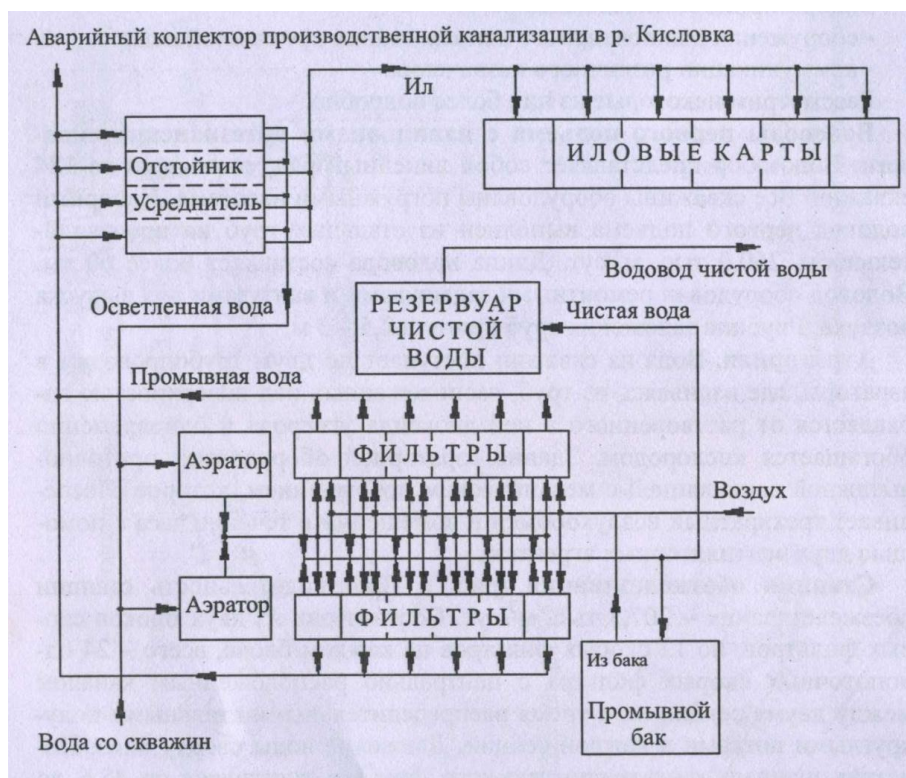 Аварийный коллектор производственной канализации в р. Кисловка
Ил
ИЛОВЫЕ КАРТЫ
Отстойник
Усреднитель
Водовод чистой воды
Осветленная вода
РЕЗЕРВУАР
ЧИСТОЙ
ВОДЫ
Чистая вода
Промывная вода
Аэратор
ФИЛЬТРЫ
Воздух
Аэратор
ФИЛЬТРЫ
Из бака
Промывной
бак
Вода со скважин